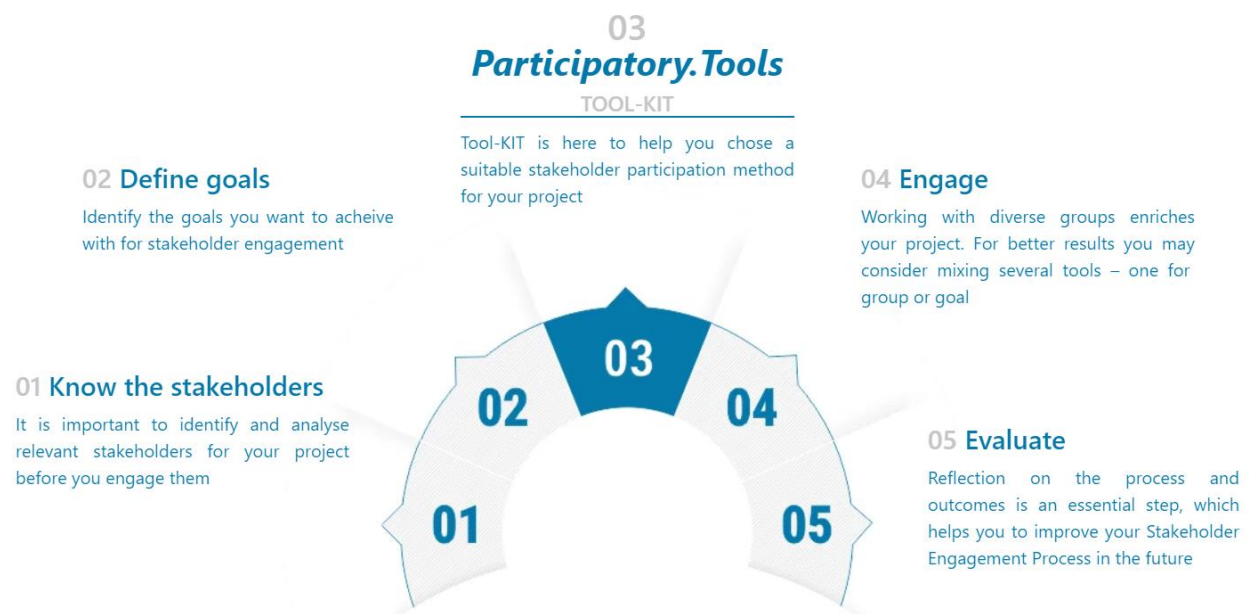 03
Participatory.Tools
TOOL-KIT
Tool-KIT is here to help you chose a
suitable stakeholder participation method
for your project
02 Define goals
Identify the goals you want to acheive
with for stakeholder engagement
04 Engage
Working with diverse groups enriches
your project. For better results you may
consider mixing several tools – one for
group or goal
01 Know the stakeholders
It is important to identify and analyse
relevant stakeholders for your project
before you engage them
05 Evaluate
Reflection on the process and
outcomes is an essential step, which
helps you to improve your Stakeholder
Engagement Process in the future
01
02
03
04
05